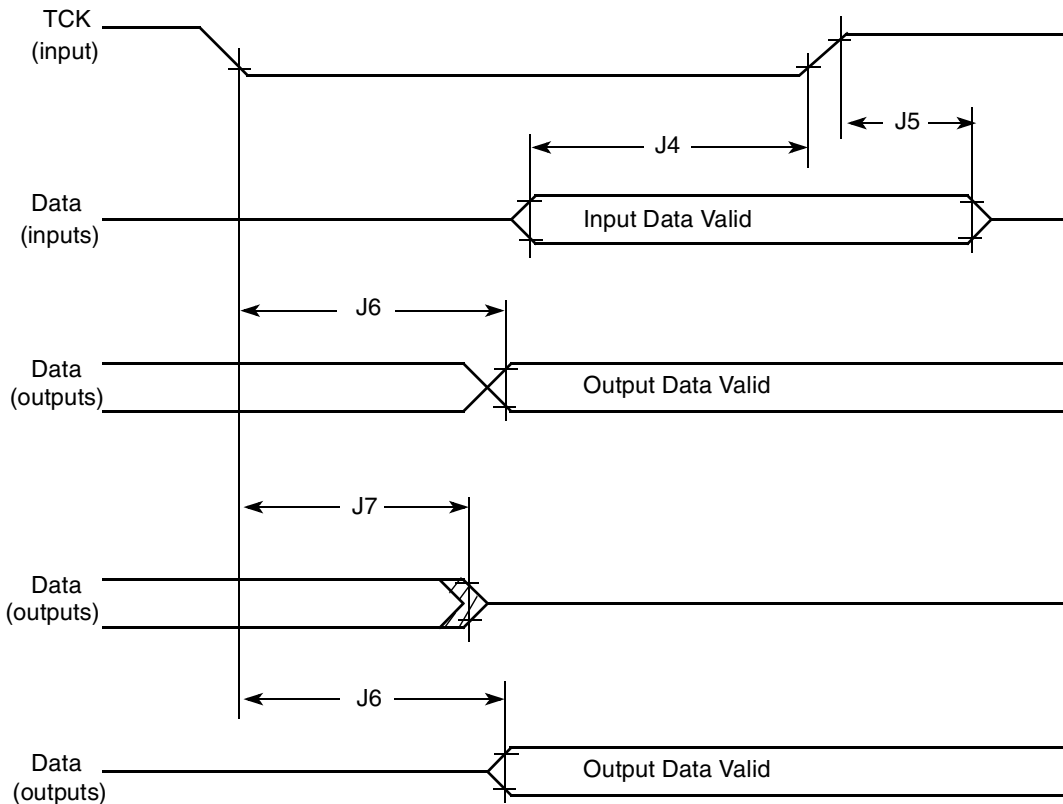 TCK
(input)
J5
J4
Data
(inputs)
Input Data Valid
J6
Data
(outputs)
Output Data Valid
J7
Data
(outputs)
J6
Data
(outputs)
Output Data Valid